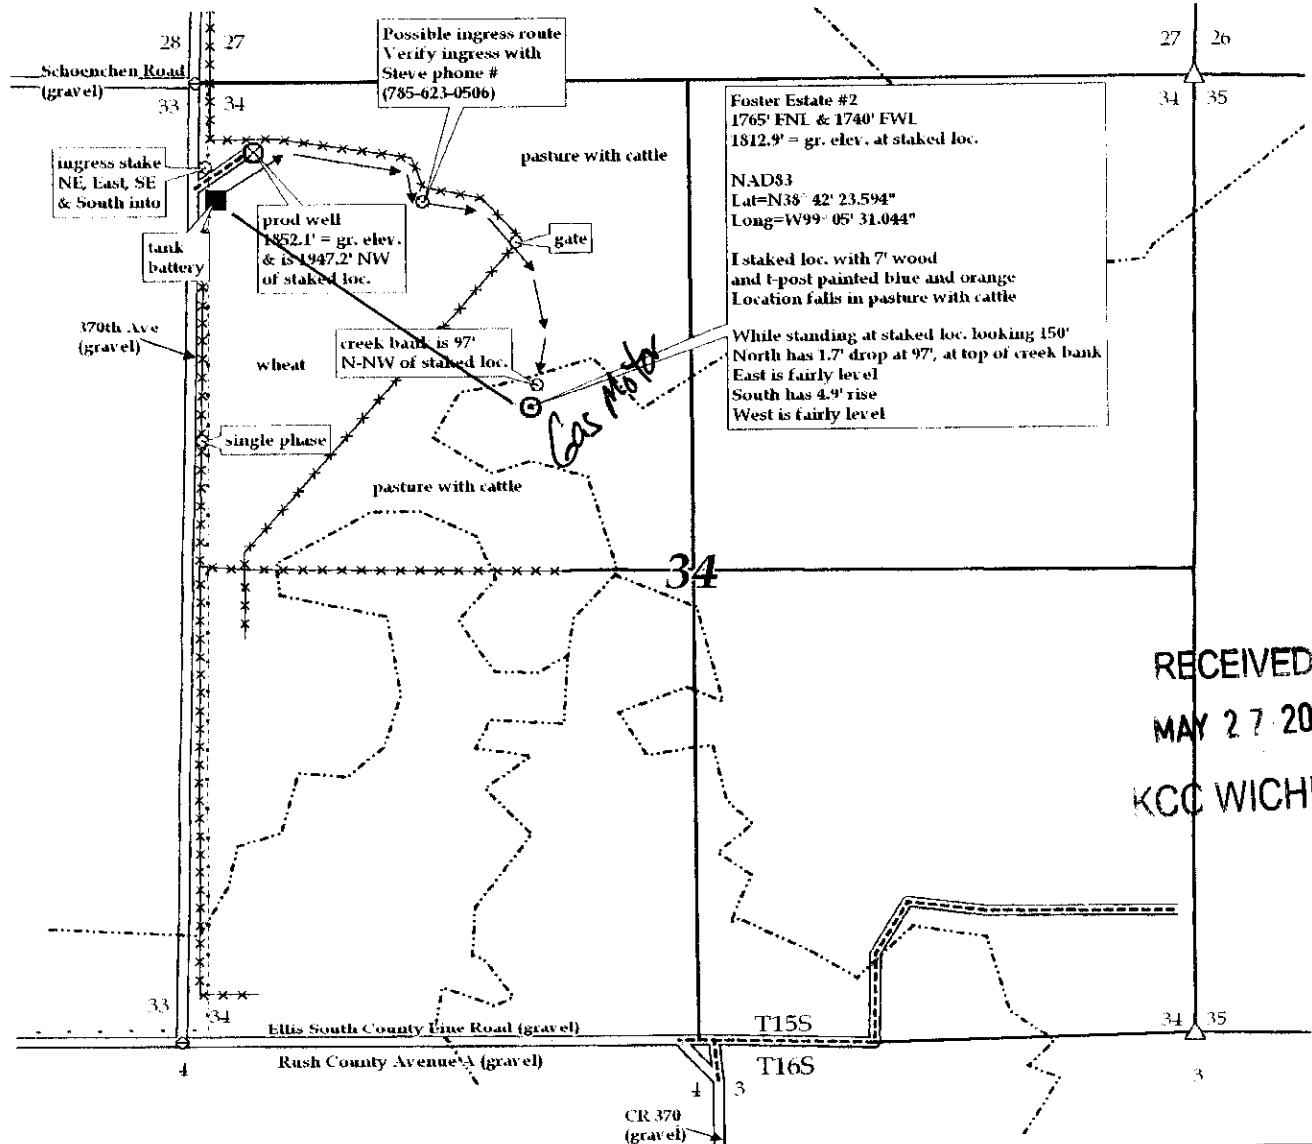 28
27
27
26
Schoenchen Road
(gravel)
33
34
34
35
Possible ingress route
Verify ingress with
Steve phone #
(785-623-0506)
Foster Estate #2
1765' FNL & 1740' FWL
1812.9' = gr. elev. at staked loc.
NAD83
Lat=N38° 42' 23.594"
Long=W99° 05' 31.044"
I staked loc. with 7' wood
and t-post painted blue and orange
Location falls in pasture with cattle
While standing at staked loc. looking 150'
North has 1.7' drop at 97', at top of creek bank
East is fairly level
South has 4.9' rise
West is fairly level
pasture with cattle
ingress stake
NE, East, SE
& South into
tank
battery
prod well
1852.1' = gr. elev.
& is 1947.2' NW
of staked loc.
gate
370th Ave
(gravel)
wheat
creek bank is 97'
N-NW of staked loc.
Gas Motor
single phase
pasture with cattle
34
RECEIVED
MAY 27 20
KCC WICH
33
34
34
35
Ellis South County Line Road (gravel)
T15S
Rush County Avenue A (gravel)
T16S
4
4
3
3
CR 370
(gravel)